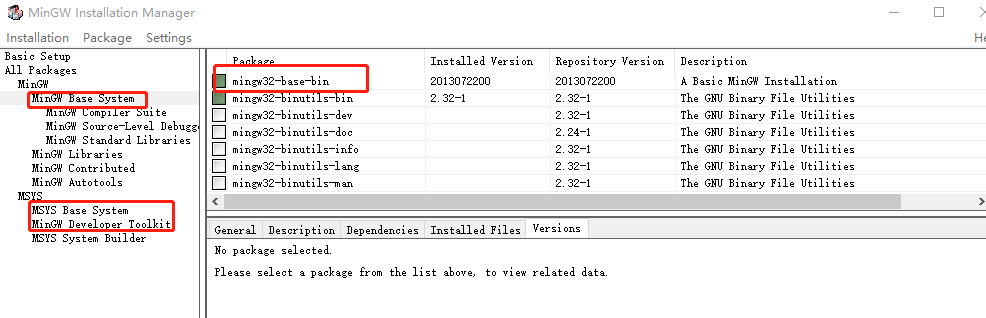 MinGW Installation Manager
Installation Package Settings He
Basic Setup
All Packages
MinGW
MinGW Base System
MinGW Compiler Suite
MinGW Source-Level Debugge
MinGW Standard Libraries
MinGW Libraries
MinGW Contributed
MinGW Autotools
MSYS
MSYS Base System
MinGW Developer Toolkit
MSYS System Builder
Package Installed Version Repository Version Description
mingw32-base-bin 2013072200 2013072200 A Basic MinGW Installation
mingw32-binutils-bin 2.32-1 2.32-1 The GNU Binary File Utilities
mingw32-binutils-dev 2.32-1 The GNU Binary File Utilities
mingw32-binutils-doc 2.24-1 The GNU Binary File Utilities
mingw32-binutils-info 2.32-1 The GNU Binary File Utilities
mingw32-binutils-lang 2.32-1 The GNU Binary File Utilities
mingw32-binutils-man 2.32-1 The GNU Binary File Utilities
General Description Dependencies Installed Files Versions
No package selected.
Please select a package from the list above, to view related data.